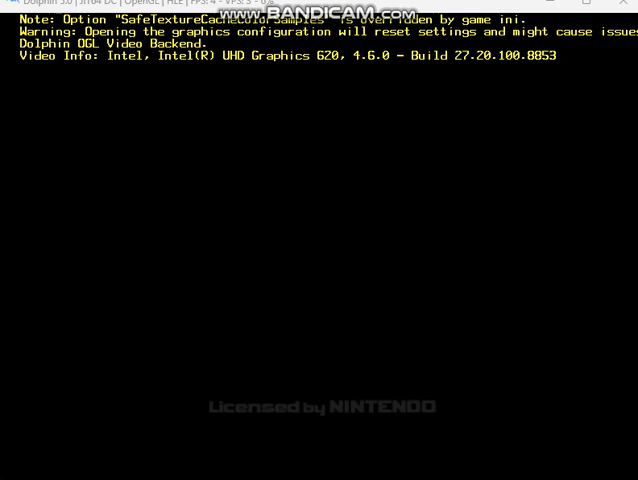 Dolphin 5.0 | JIT64 DC | OpenGL | HLE | FPS: 4 - VPS: 3 - 6%
www.BANDICAM.com
Note: Option "SafeTextureCacheColorSamples" is overridden by game ini.
Warning: Opening the graphics configuration will reset settings and might cause issues
Dolphin OGL Video Backend.
Video Info: Intel, Intel(R) UHD Graphics 620, 4.6.0 - Build 27.20.100.8853
Licensed by NINTENDO